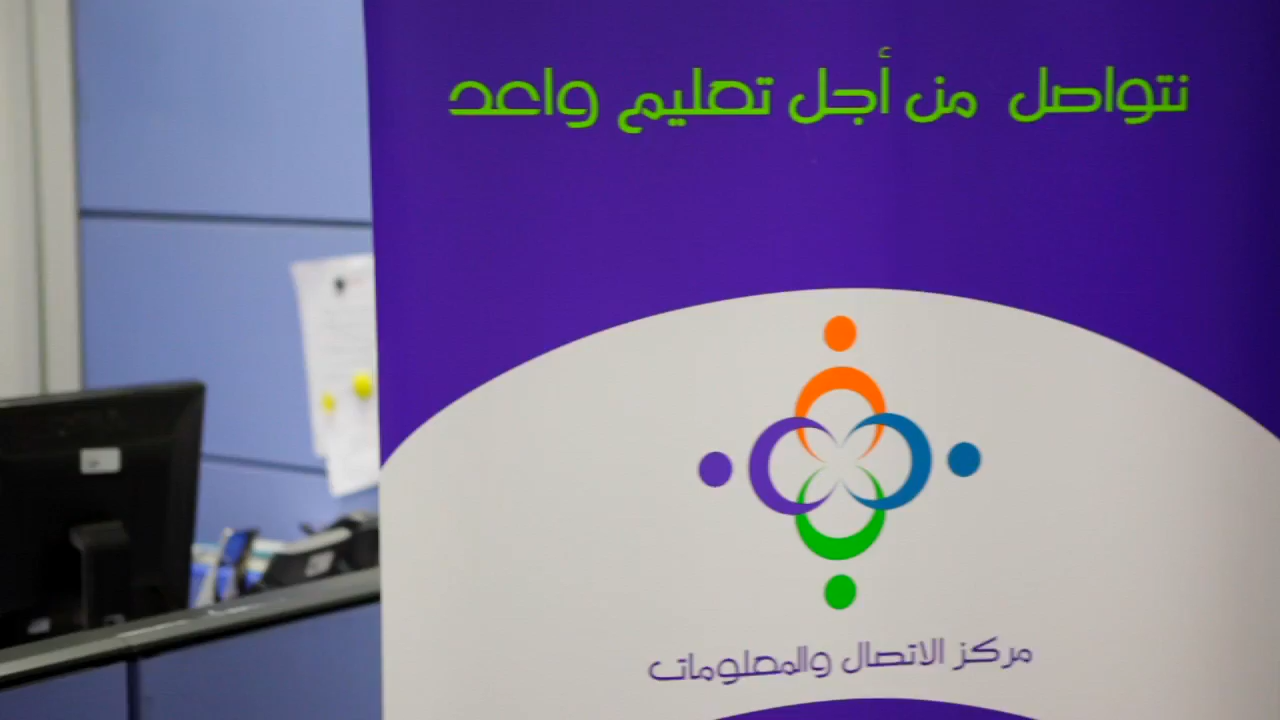 نتواصل من أجل تعليم واعد
مركز الاتصال والمعلومات